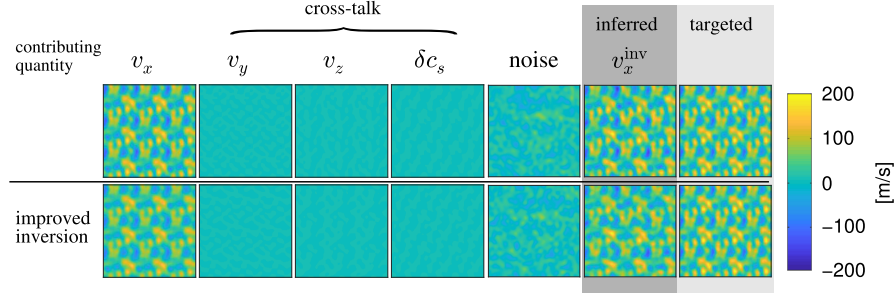 cross-talk
contributing
quantity
v_x
v_y
v_z
δc_s
noise
inferred
v_x^inv
targeted
improved
inversion
200
100
0
−100
−200
[m/s]